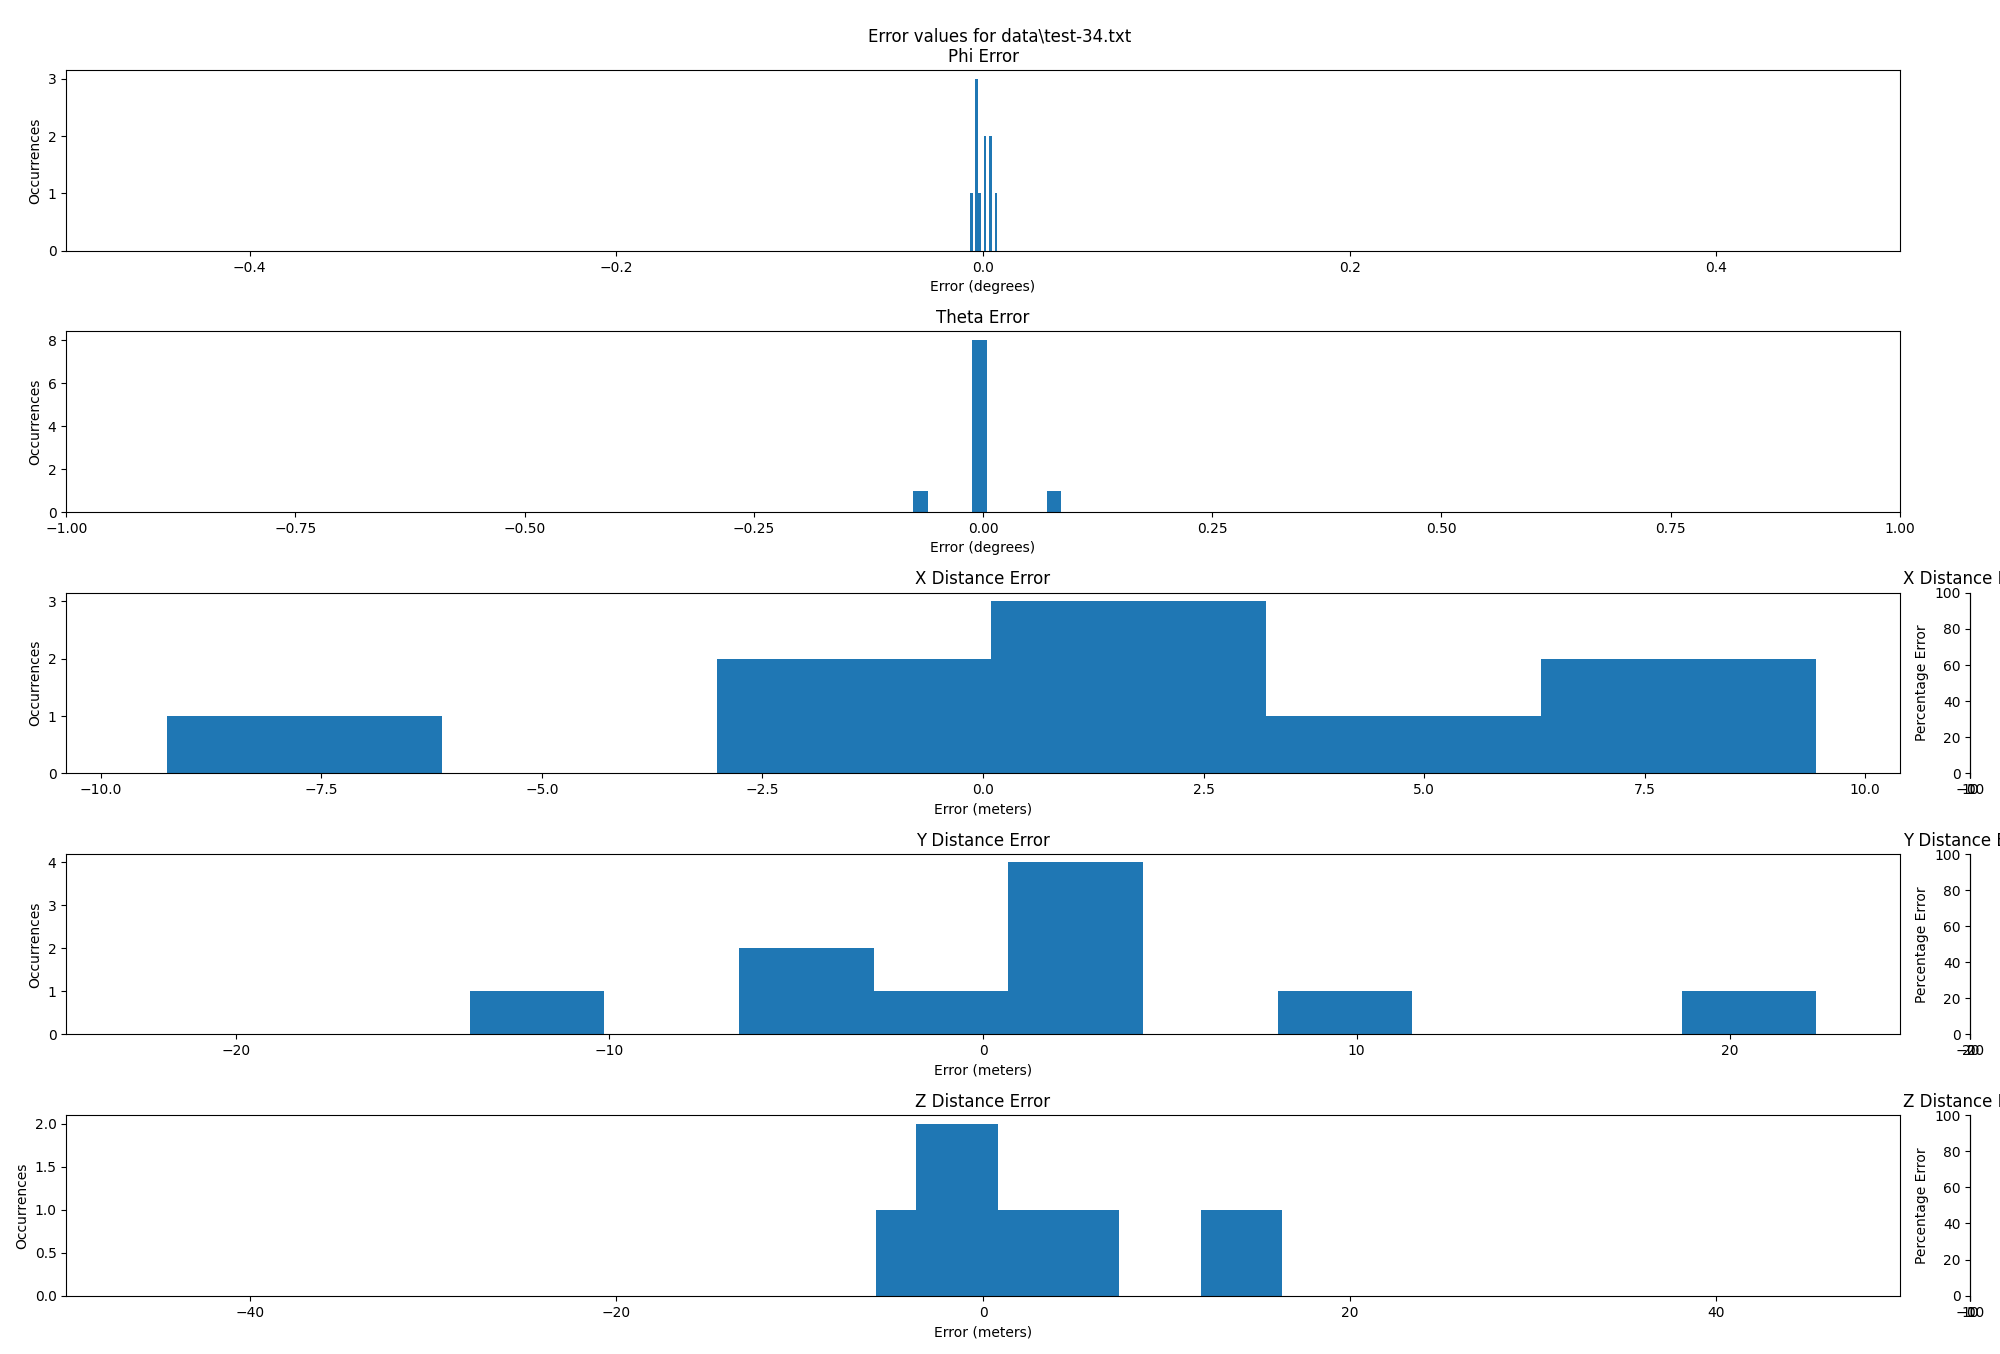 Error values for data\test-34.txt
Phi Error
Occurrences
3
2
1
0
−0.4 −0.2 0.0 0.2 0.4
Error (degrees)
Theta Error
Occurrences
8
6
4
2
0
−1.00 −0.75 −0.50 −0.25 0.00 0.25 0.50 0.75 1.00
Error (degrees)
X Distance Error
Occurrences
3
2
1
0
−10.0 −7.5 −5.0 −2.5 0.0 2.5 5.0 7.5 10.0
Error (meters)
X Distance
Percentage Error
100
80
60
40
20
0
Y Distance Error
Occurrences
4
3
2
1
0
−20 −10 0 10 20
Error (meters)
Y Distance
Percentage Error
100
80
60
40
20
0
Z Distance Error
Occurrences
2.0
1.5
1.0
0.5
0.0
−40 −20 0 20 40
Error (meters)
Z Distance
Percentage Error
100
80
60
40
20
0